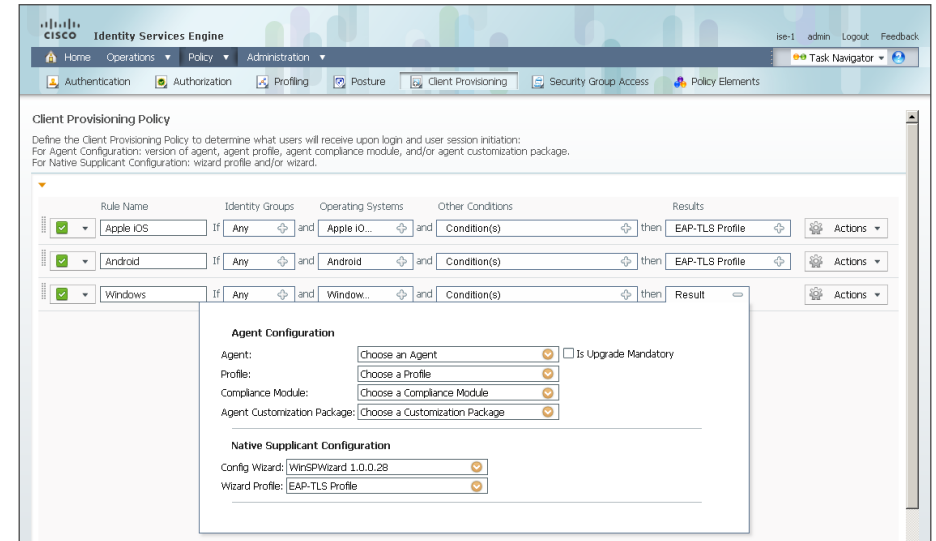 CISCO Identity Services Engine
ise-1 admin Logout Feedback
Home Operations Policy Administration
Task Navigator ?
Authentication Authorization Profiling Posture Client Provisioning Security Group Access Policy Elements
Client Provisioning Policy
Define the Client Provisioning Policy to determine what users will receive upon login and user session initiation:
For Agent Configuration: version of agent, agent profile, agent compliance module, and/or agent customization package.
For Native Supplicant Configuration: wizard profile and/or wizard.
Rule Name Identity Groups Operating Systems Other Conditions Results
Apple iOS If Any and Apple iO... and Condition(s) then EAP-TLS Profile Actions
Android If Any and Android and Condition(s) then EAP-TLS Profile Actions
Windows If Any and Window... and Condition(s) then Result Actions
Agent Configuration
Agent: Choose an Agent Is Upgrade Mandatory
Profile: Choose a Profile
Compliance Module: Choose a Compliance Module
Agent Customization Package: Choose a Customization Package
Native Supplicant Configuration
Config Wizard: WinSPWizard 1.0.0.28
Wizard Profile: EAP-TLS Profile